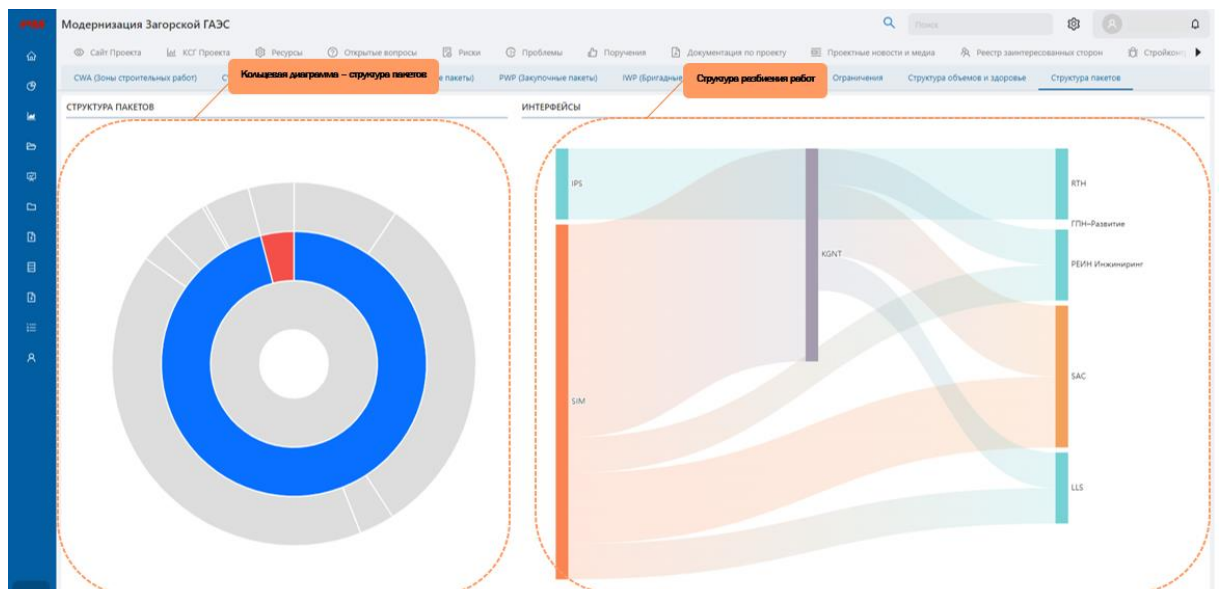 Модернизация Загорской ГАЭС
Поиск
Сайт Проекта КСГ Проекта Ресурсы Открытые вопросы Риски Проблемы Поручения Документация по проекту Проектные новости и медиа Реестр заинтересованных сторон Стройконт
CWA (Зоны строительных работ) Кольцевая диаграмма – структура пакетов е пакеты) PWP (Закупочные пакеты) IWP (Бригадные Структура разбиения работ Ограничения Структура объемов и здоровье Структура пакетов
СТРУКТУРА ПАКЕТОВ ИНТЕРФЕЙСЫ
IPS
RTH
ГПН-Развитие
KGNT
РЕИН Инжиниринг
SAC
SIM
LLS